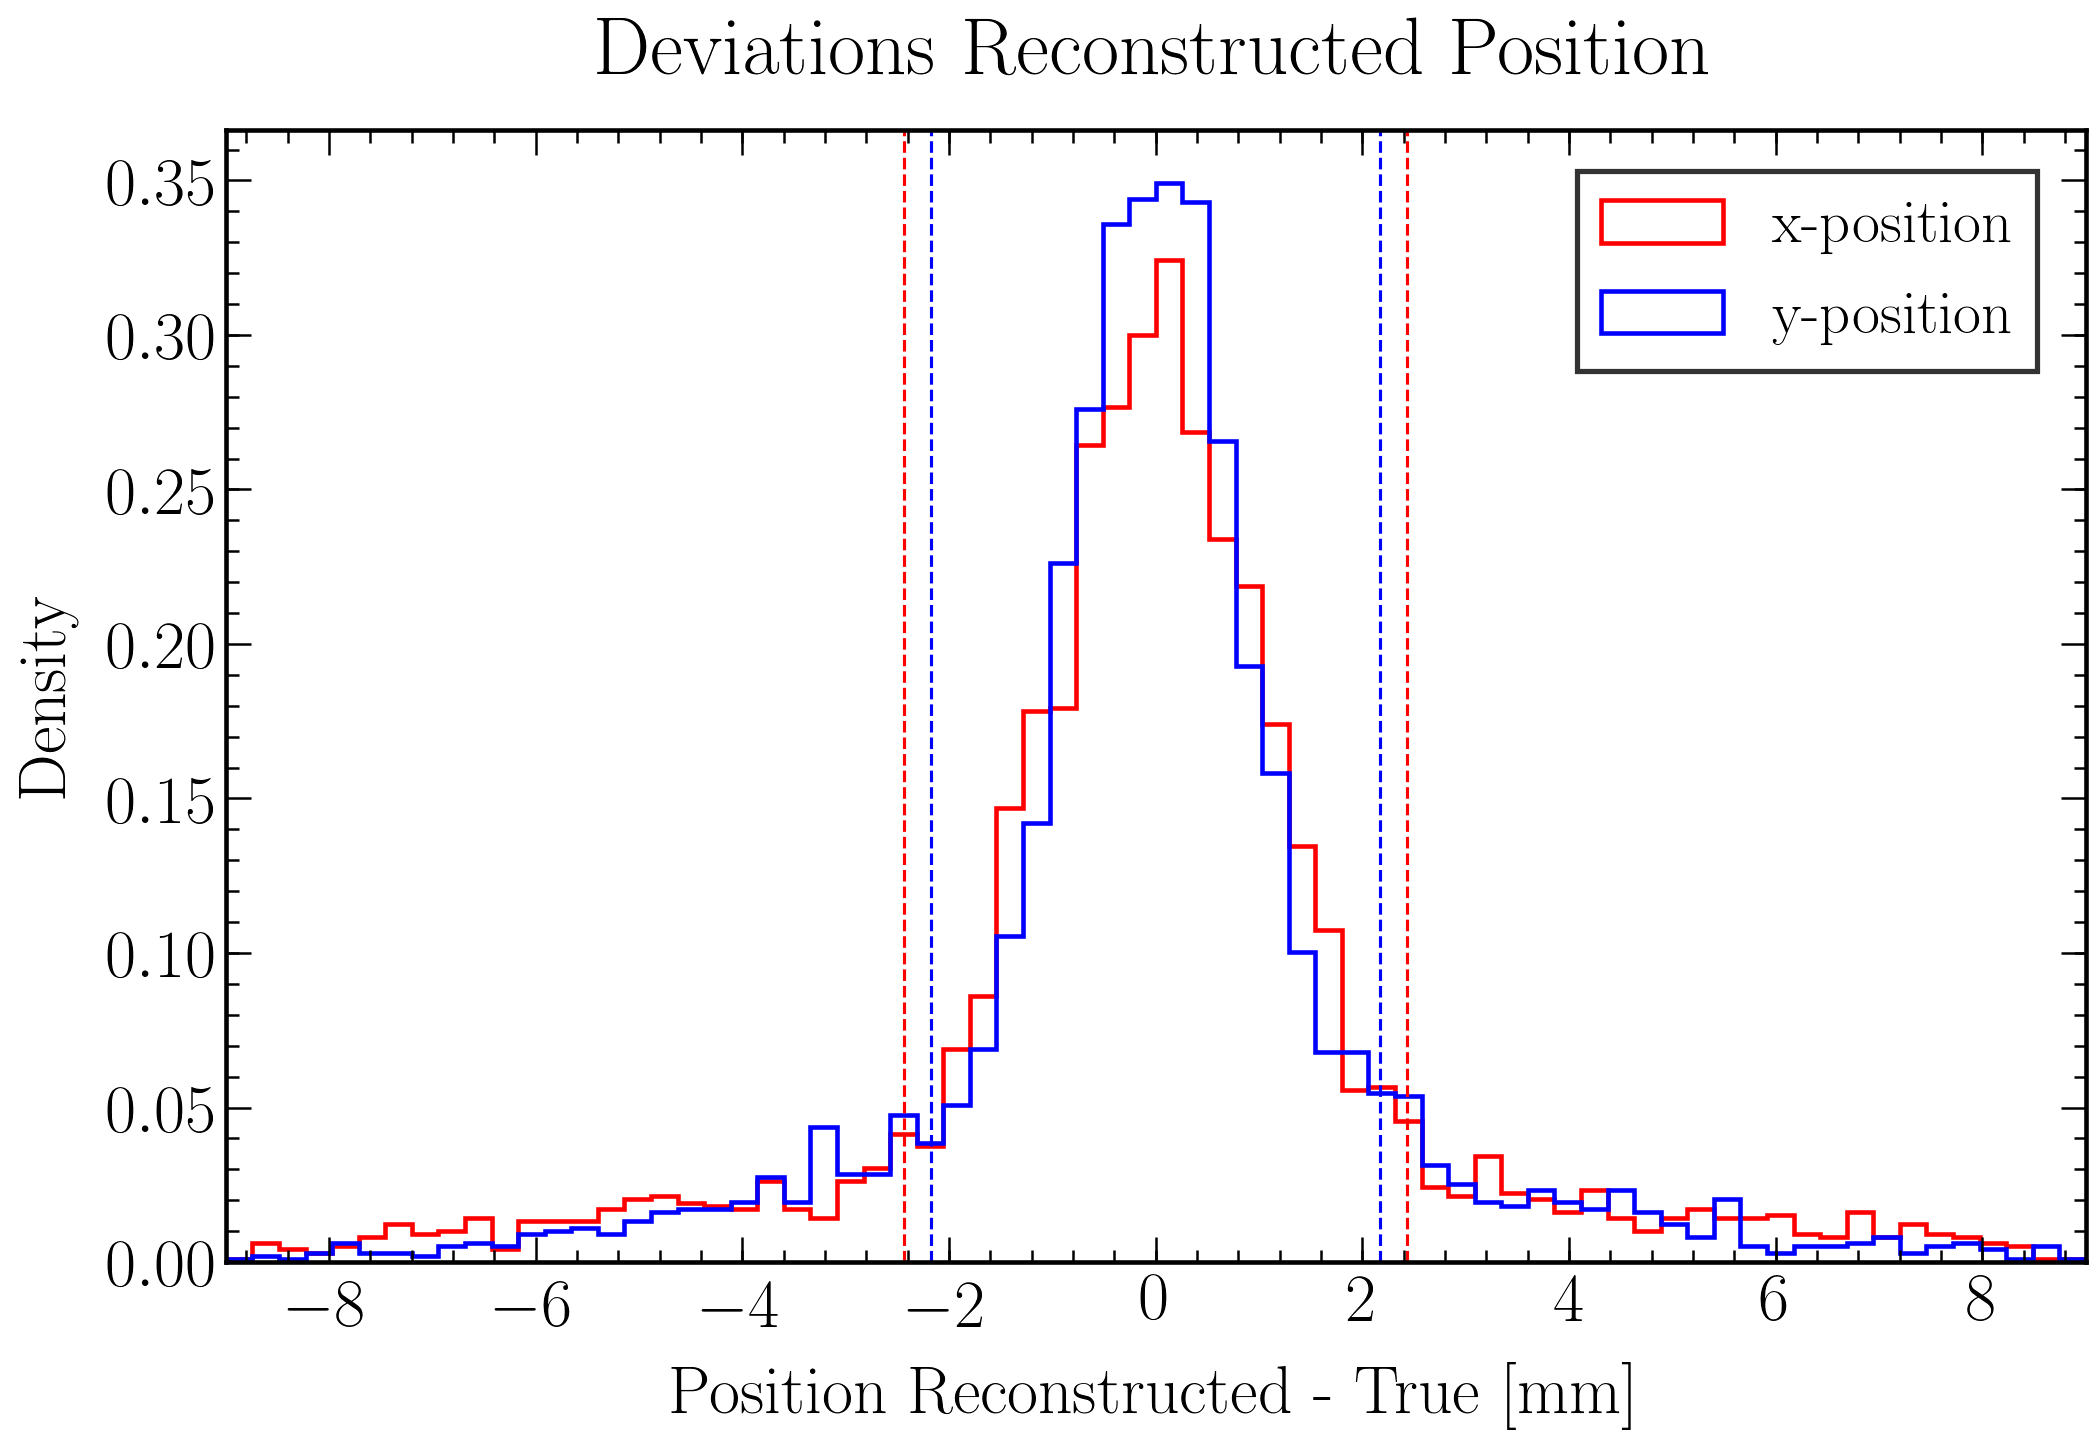 Deviations Reconstructed Position
0.35
0.30
0.25
0.20
0.15
0.10
0.05
0.00
Density
x-position
y-position
−8 −6 −4 −2 0 2 4 6 8
Position Reconstructed - True [mm]